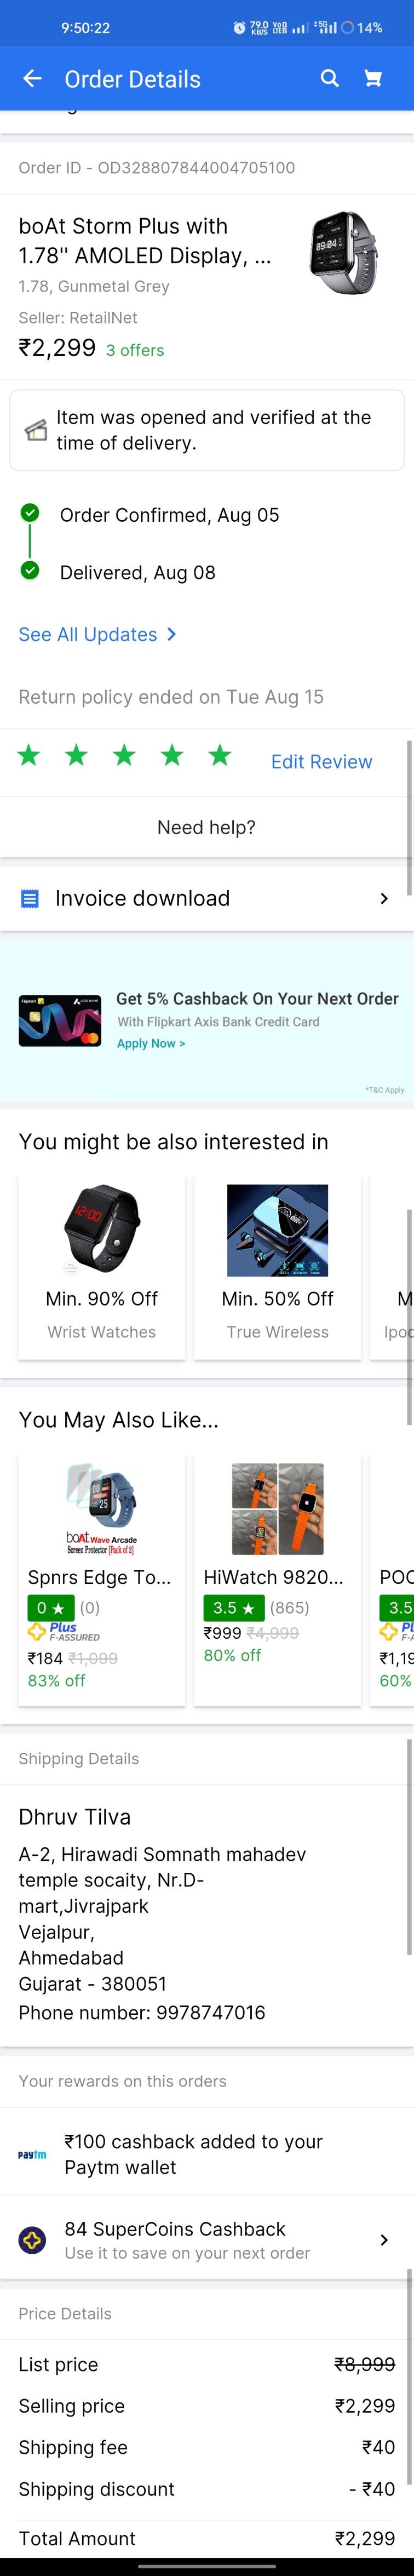 9:50:22 79.0 KB/S VoD LTE 5G 14%
Order Details
Order ID - OD328807844004705100
boAt Storm Plus with
1.78" AMOLED Display, ...
1.78, Gunmetal Grey
Seller: RetailNet
₹2,299 3 offers
Item was opened and verified at the
time of delivery.
Order Confirmed, Aug 05
Delivered, Aug 08
See All Updates
Return policy ended on Tue Aug 15
Edit Review
Need help?
Invoice download
Flipkart AXIS BANK
Get 5% Cashback On Your Next Order
With Flipkart Axis Bank Credit Card
Apply Now >
*T&C Apply
You might be also interested in
12:00
Min. 90% Off
Min. 50% Off
M
Wrist Watches
True Wireless
Ipod
You May Also Like...
boAt Wave Arcade
Screen Protector [Pack of 2]
Spnrs Edge To...
HiWatch 9820...
POC
0 ★ (0)
3.5 ★ (865)
3.5
Plus
F-ASSURED
₹184 ₹1,099
83% off
₹999 ₹4,999
80% off
₹1,19
60%
Shipping Details
Dhruv Tilva
A-2, Hirawadi Somnath mahadev
temple socaity, Nr.D-
mart,Jivrajpark
Vejalpur,
Ahmedabad
Gujarat - 380051
Phone number: 9978747016
Your rewards on this orders
paytm
₹100 cashback added to your
Paytm wallet
84 SuperCoins Cashback
Use it to save on your next order
Price Details
List price ₹8,999
Selling price ₹2,299
Shipping fee ₹40
Shipping discount - ₹40
Total Amount ₹2,299